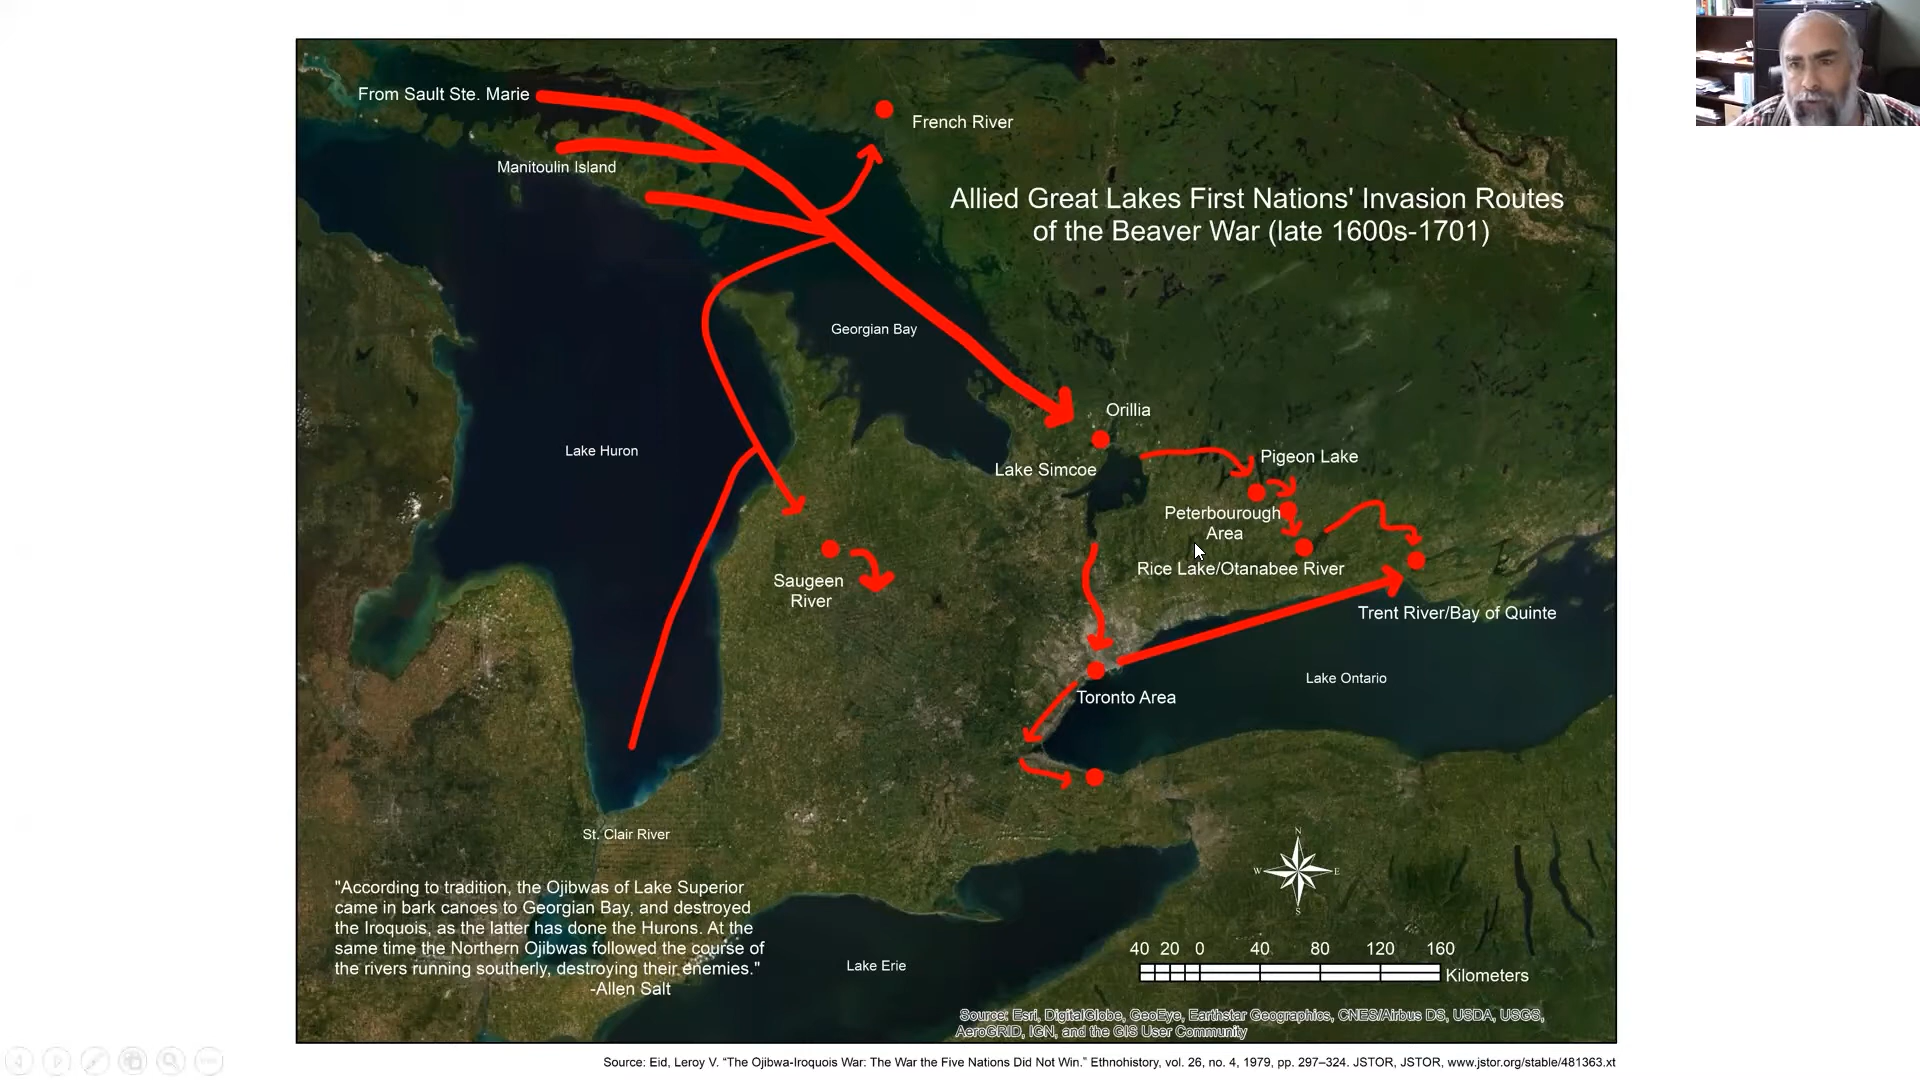 From Sault Ste. Marie
French River
Manitoulin Island
Allied Great Lakes First Nations' Invasion Routes
of the Beaver War (late 1600s-1701)
Georgian Bay
Orillia
Lake Huron
Pigeon Lake
Lake Simcoe
Peterbourough
Area
Rice Lake/Otanabee River
Saugeen
River
Trent River/Bay of Quinte
Lake Ontario
Toronto Area
St. Clair River
N
W E
S
"According to tradition, the Ojibwas of Lake Superior
came in bark canoes to Georgian Bay, and destroyed
the Iroquois, as the latter has done the Hurons. At the
same time the Northern Ojibwas followed the course of
the rivers running southerly, destroying their enemies."
-Allen Salt
Lake Erie
40 20 0 40 80 120 160
Kilometers
Source: Esri, DigitalGlobe, GeoEye, Earthstar Geographics, CNES/Airbus DS, USDA, USGS,
AeroGRID, IGN, and the GIS User Community
Source: Eid, Leroy V. “The Ojibwa-Iroquois War: The War the Five Nations Did Not Win.” Ethnohistory, vol. 26, no. 4, 1979, pp. 297–324. JSTOR, JSTOR, www.jstor.org/stable/481363.xt